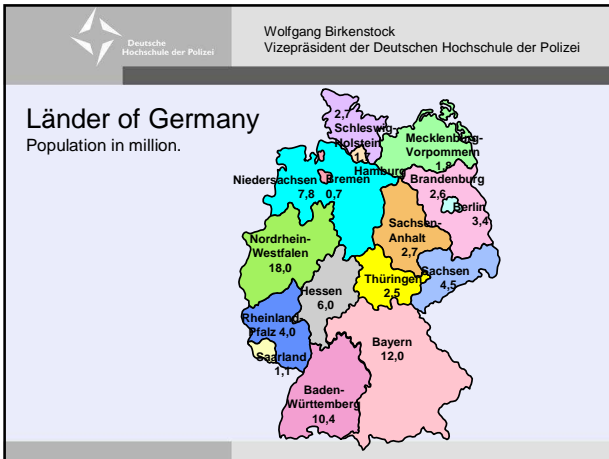 Deutsche
Hochschule der Polizei
Wolfgang Birkenstock
Vizepräsident der Deutschen Hochschule der Polizei
Länder of Germany
Population in million.
2,7
Schleswig-
Holstein
Mecklenburg-
Vorpommern
1,8
1,7
Hamburg
Niedersachsen
7,8
Bremen
0,7
Brandenburg
2,6
Berlin
3,4
Sachsen-
Anhalt
2,7
Nordrhein-
Westfalen
18,0
Hessen
6,0
Thüringen
2,5
Sachsen
4,5
Rheinland-
Pfalz 4,0
Saarland
1,1
Bayern
12,0
Baden-
Württemberg
10,4